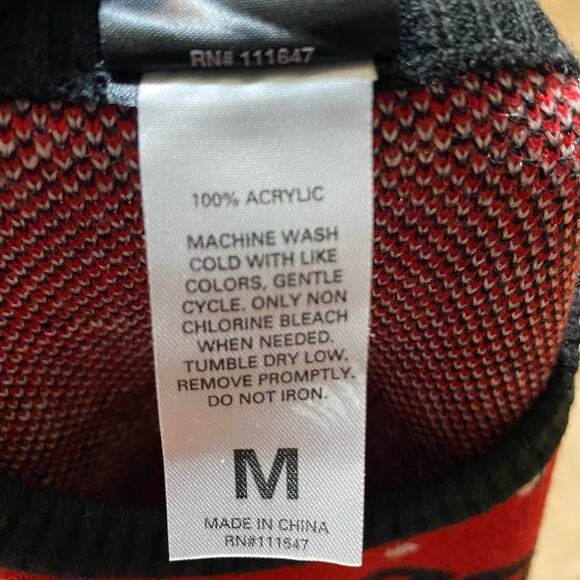 RN# 111647
100% ACRYLIC
MACHINE WASH
COLD WITH LIKE
COLORS, GENTLE
CYCLE. ONLY NON
CHLORINE BLEACH
WHEN NEEDED.
TUMBLE DRY LOW.
REMOVE PROMPTLY.
DO NOT IRON.
M
MADE IN CHINA
RN#111647